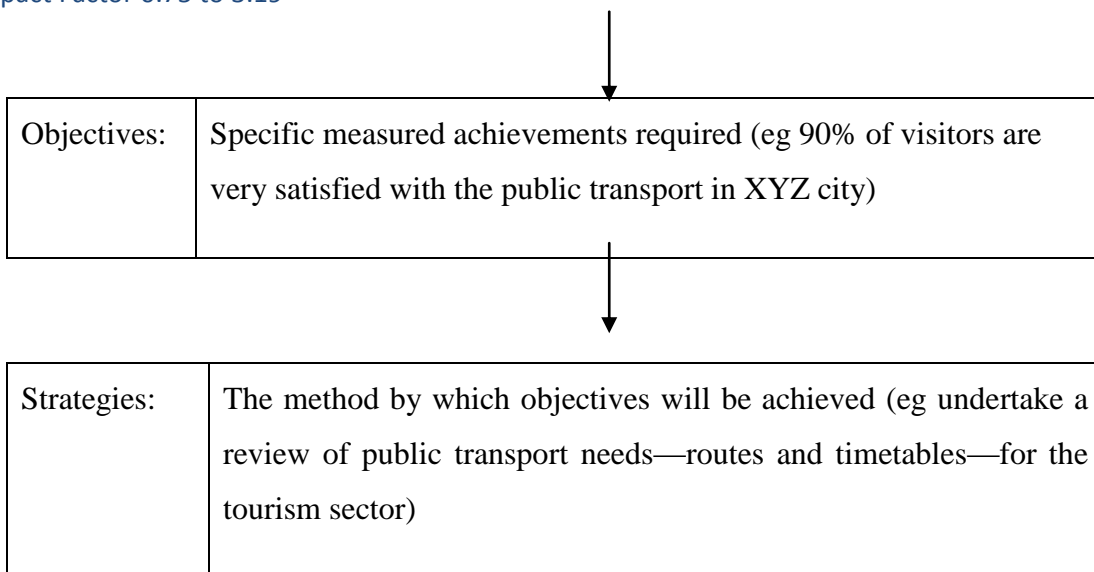 Objectives:
Specific measured achievements required (eg 90% of visitors are
very satisfied with the public transport in XYZ city)
Strategies:
The method by which objectives will be achieved (eg undertake a
review of public transport needs—routes and timetables—for the
tourism sector)